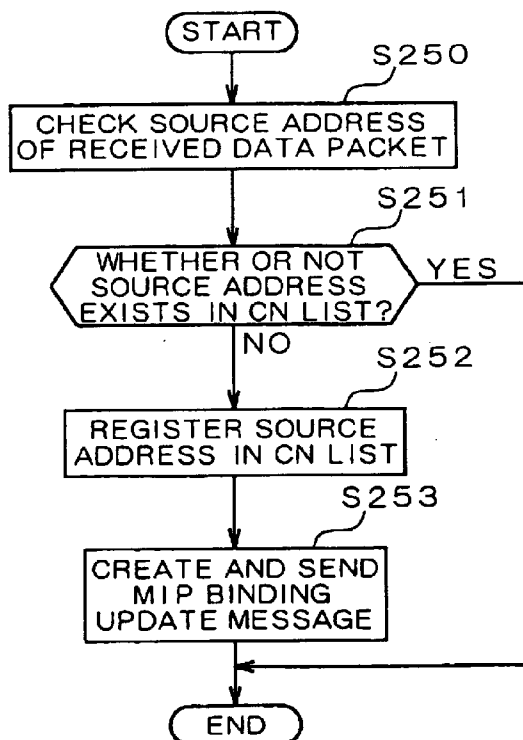 START
S250
CHECK SOURCE ADDRESS
OF RECEIVED DATA PACKET
S251
WHETHER OR NOT
SOURCE ADDRESS
EXISTS IN CN LIST?
YES
NO
S252
REGISTER SOURCE
ADDRESS IN CN LIST
S253
CREATE AND SEND
MIP BINDING
UPDATE MESSAGE
END